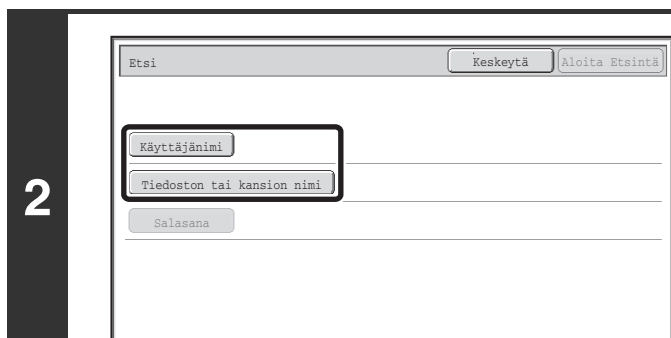 2
Etsi Keskeytä Aloita Etsintä
Käyttäjänimi
Tiedoston tai kansion nimi
Salasana